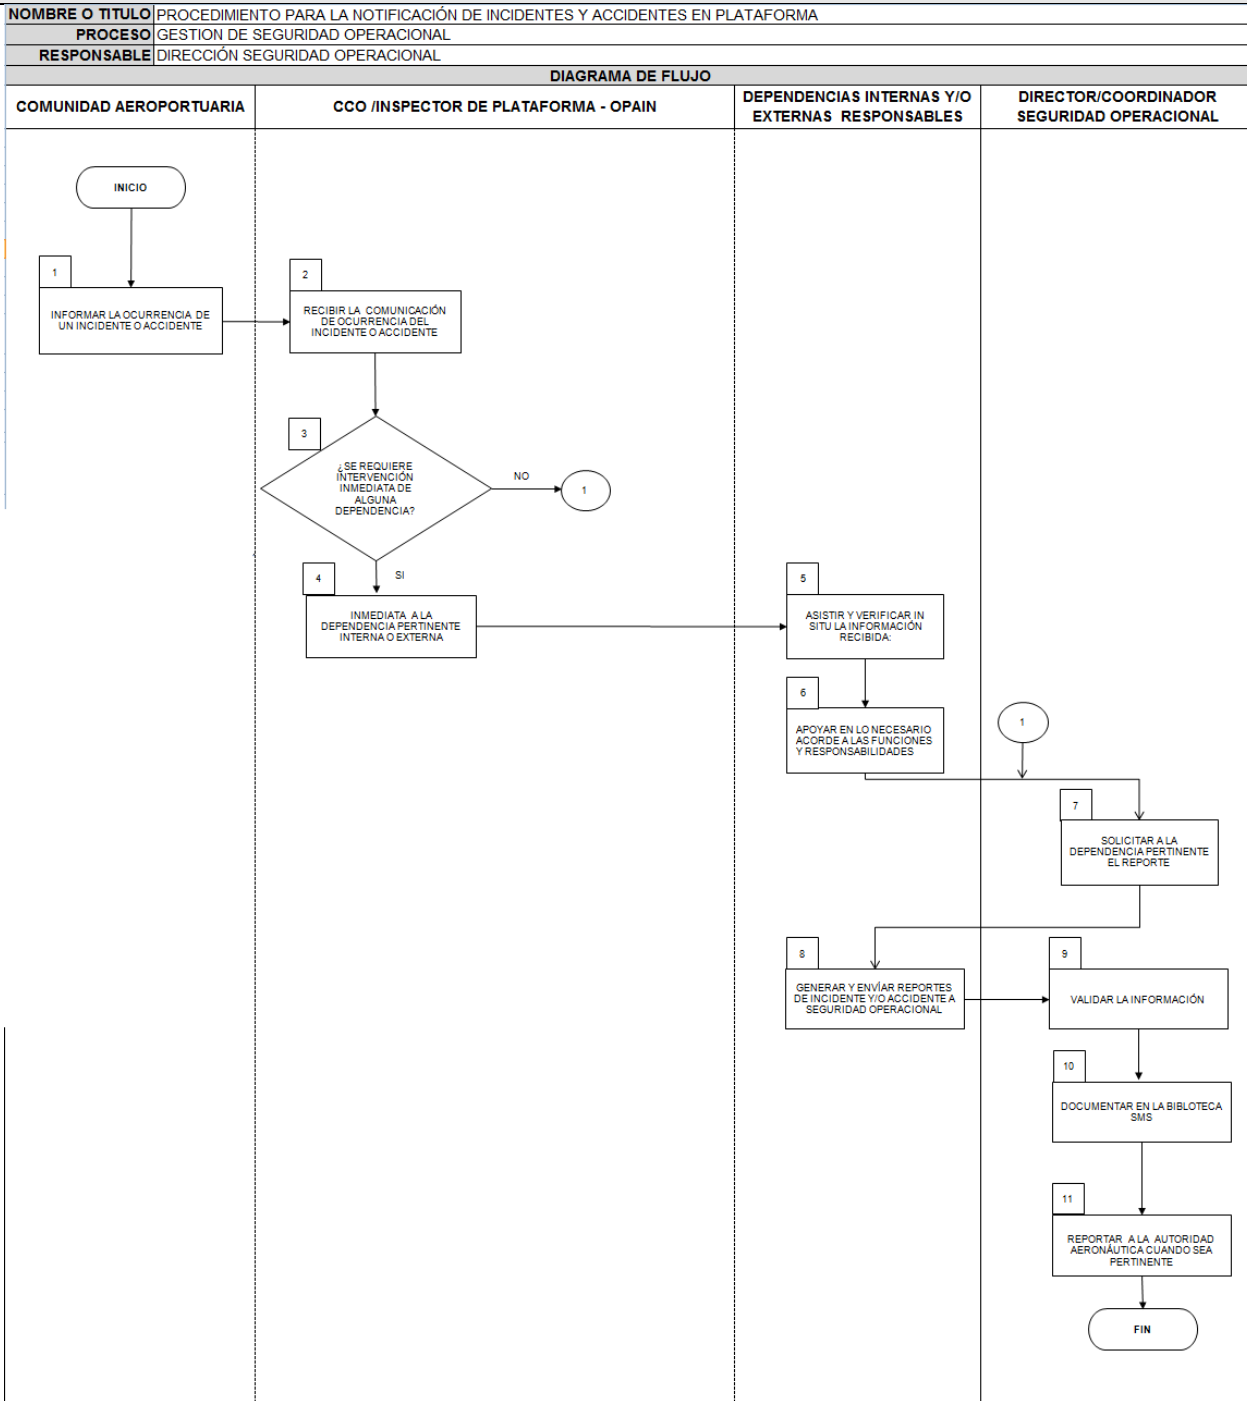 NOMBRE O TITULO PROCEDIMIENTO PARA LA NOTIFICACIÓN DE INCIDENTES Y ACCIDENTES EN PLATAFORMA
PROCESO GESTION DE SEGURIDAD OPERACIONAL
RESPONSABLE DIRECCIÓN SEGURIDAD OPERACIONAL
DIAGRAMA DE FLUJO
COMUNIDAD AEROPORTUARIA
CCO /INSPECTOR DE PLATAFORMA - OPAIN
DEPENDENCIAS INTERNAS Y/O
EXTERNAS RESPONSABLES
DIRECTOR/COORDINADOR
SEGURIDAD OPERACIONAL
INICIO
1
INFORMAR LA OCURRENCIA DE
UN INCIDENTE O ACCIDENTE
2
RECIBIR LA COMUNICACIÓN
DE OCURRENCIA DEL
INCIDENTE O ACCIDENTE
3
¿SE REQUIERE
INTERVENCIÓN
INMEDIATA DE
ALGUNA
DEPENDENCIA?
NO
1
SI
4
INMEDIATA A LA
DEPENDENCIA PERTINENTE
INTERNA O EXTERNA
5
ASISTIR Y VERIFICAR IN
SITU LA INFORMACIÓN
RECIBIDA:
6
APOYAR EN LO NECESARIO
ACORDE A LAS FUNCIONES
Y RESPONSABILIDADES
1
7
SOLICITAR A LA
DEPENDENCIA PERTINENTE
EL REPORTE
8
GENERAR Y ENVÍAR REPORTES
DE INCIDENTE Y/O ACCIDENTE A
SEGURIDAD OPERACIONAL
9
VALIDAR LA INFORMACIÓN
10
DOCUMENTAR EN LA BIBLOTECA
SMS
11
REPORTAR A LA AUTORIDAD
AERONÁUTICA CUANDO SEA
PERTINENTE
FIN